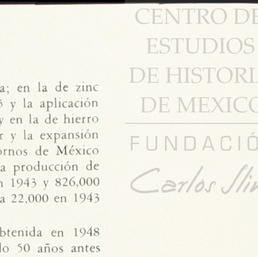 a; en la de zinc
y la aplicación
y en la de hierro
r y la expansión
ornos de México
a producción de
n 1943 y 826,000
a 22,000 en 1943
btenida en 1948
lo 50 años antes
CENTRO DE
ESTUDIOS
DE HISTORI
DE MEXICO
FUNDACIÓ
Carlos Slim